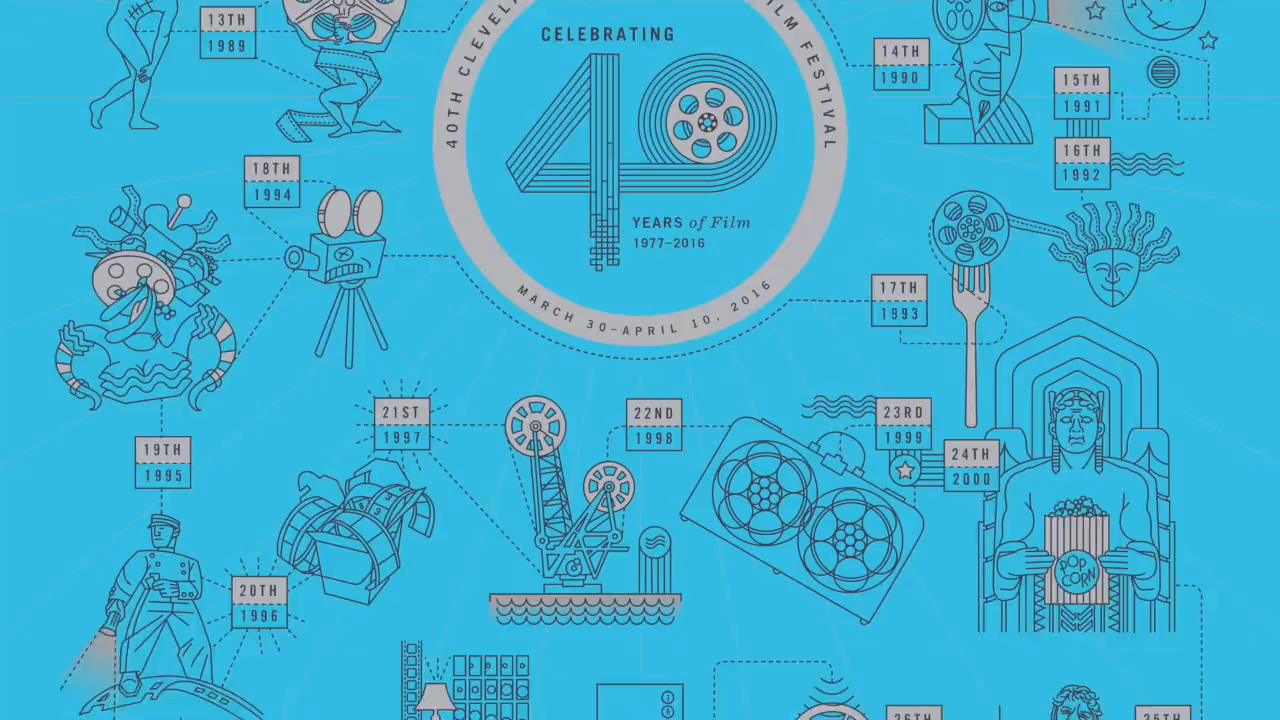 13TH
1989
40TH CLEVEL
ILM FESTIVAL
CELEBRATING
40
YEARS of Film
1977–2016
MARCH 30–APRIL 10, 2016
14TH
1990
15TH
1991
16TH
1992
18TH
1994
17TH
1993
21ST
1997
22ND
1998
23RD
1999
24TH
2000
19TH
1995
POP
CORN
20TH
1996
26TH
25TH